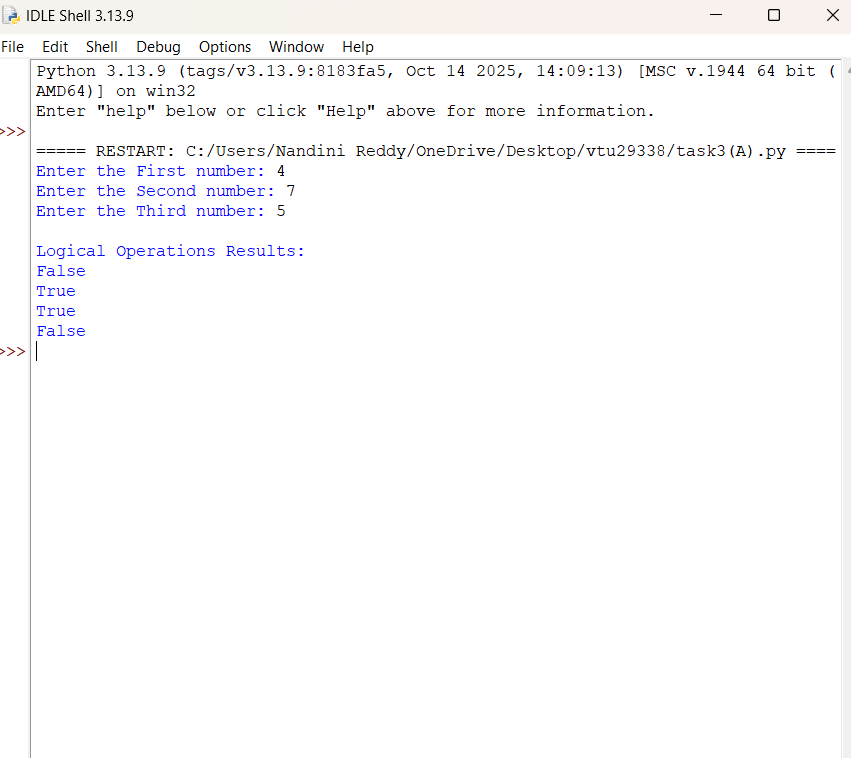 IDLE Shell 3.13.9
File Edit Shell Debug Options Window Help
Python 3.13.9 (tags/v3.13.9:8183fa5, Oct 14 2025, 14:09:13) [MSC v.1944 64 bit (
AMD64)] on win32
Enter "help" below or click "Help" above for more information.
>>>
===== RESTART: C:/Users/Nandini Reddy/OneDrive/Desktop/vtu29338/task3(A).py ====
Enter the First number: 4
Enter the Second number: 7
Enter the Third number: 5

Logical Operations Results:
False
True
True
False
>>>